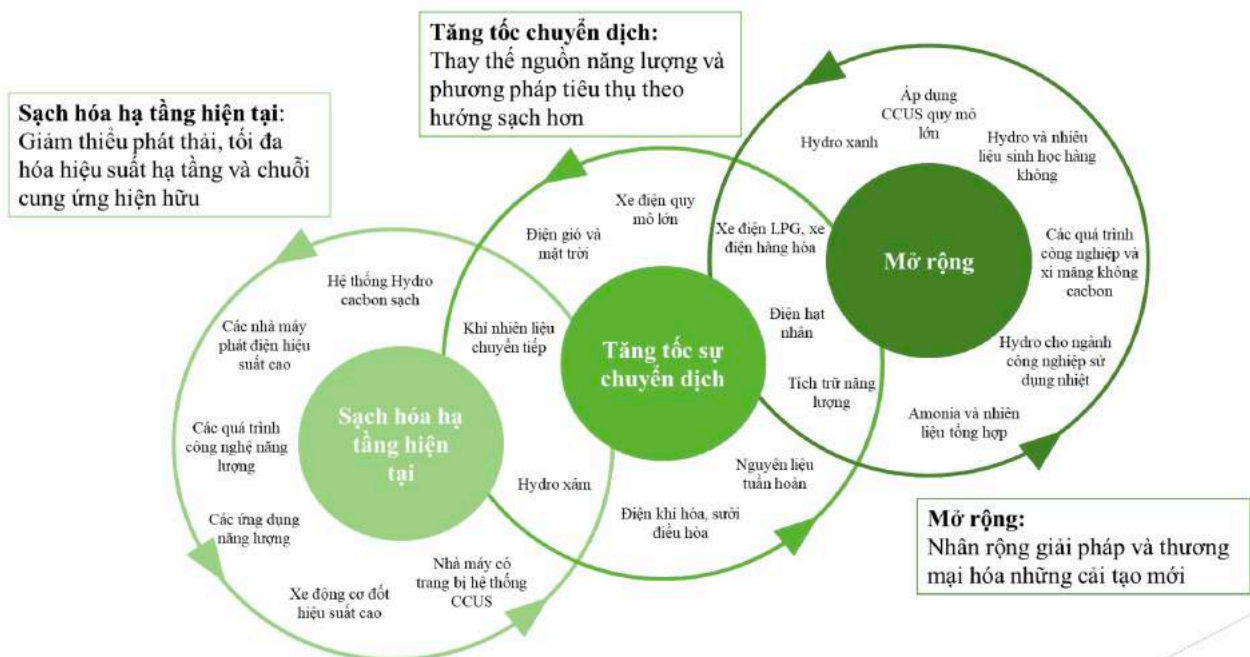 Tăng tốc chuyển dịch:
Thay thế nguồn năng lượng và
phương pháp tiêu thụ theo
hướng sạch hơn
Sạch hóa hạ tầng hiện tại:
Giảm thiểu phát thải, tối đa
hóa hiệu suất hạ tầng và chuỗi
cung ứng hiện hữu
Hệ thống Hydro
cacbon sạch
Các nhà máy
phát điện hiệu
suất cao
Các quá trình
công nghệ năng
lượng
Các ứng dụng
năng lượng
Xe động cơ đốt
hiệu suất cao
Nhà máy có
trang bị hệ thống
CCUS
Sạch hóa hạ
tầng hiện
tại
Khí nhiên liệu
chuyển tiếp
Hydro xám
Điện gió và
mặt trời
Xe điện quy
mô lớn
Tăng tốc sự
chuyển dịch
Điện khí hóa, sưởi
điều hòa
Nguyên liệu
tuần hoàn
Xe điện LPG, xe
điện hàng hóa
Điện hạt
nhân
Tích trữ năng
lượng
Hydro xanh
Áp dụng
CCUS quy mô
lớn
Hydro và nhiêu
liệu sinh học hàng
không
Các quá trình
công nghiệp và
xi măng không
cacbon
Hydro cho ngành
công nghiệp sử
dụng nhiệt
Amonia và nhiên
liệu tổng hợp
Mở rộng
Mở rộng:
Nhân rộng giải pháp và thương
mại hóa những cải tạo mới